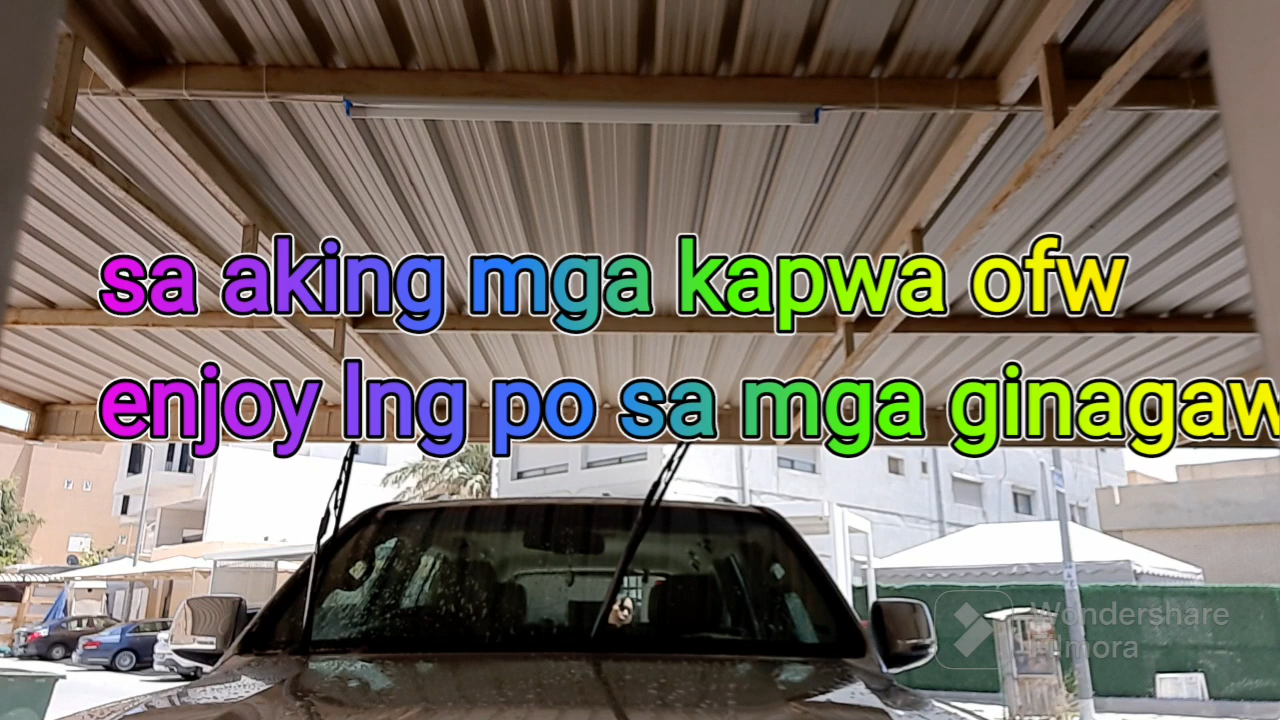 sa aking mga kapwa ofw
enjoy lng po sa mga ginagaw
Wondershare
Filmora